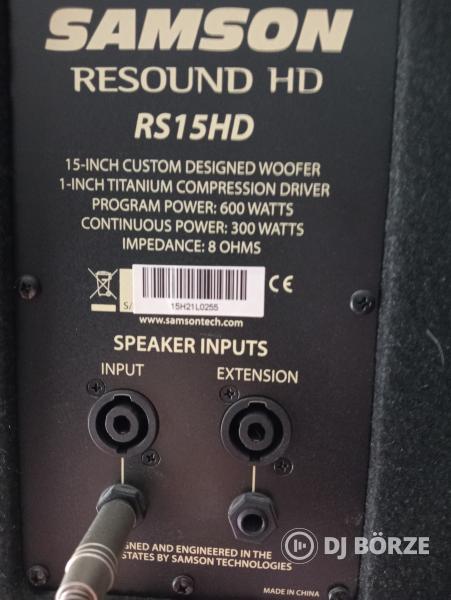 SAMSON
RESOUND HD
RS15HD
15-INCH CUSTOM DESIGNED WOOFER
1-INCH TITANIUM COMPRESSION DRIVER
PROGRAM POWER: 600 WATTS
CONTINUOUS POWER: 300 WATTS
IMPEDANCE: 8 OHMS
S/
15H21L0255
CE
www.samsontech.com
SPEAKER INPUTS
INPUT
EXTENSION
GNED AND ENGINEERED IN THE
STATES BY SAMSON TECHNOLOGIES
MADE IN CHINA
DJ BÖRZE